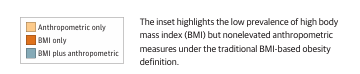 Anthropometric only
BMI only
BMI plus anthropometric
The inset highlights the low prevalence of high body
mass index (BMI) but nonelevated anthropometric
measures under the traditional BMI-based obesity
definition.